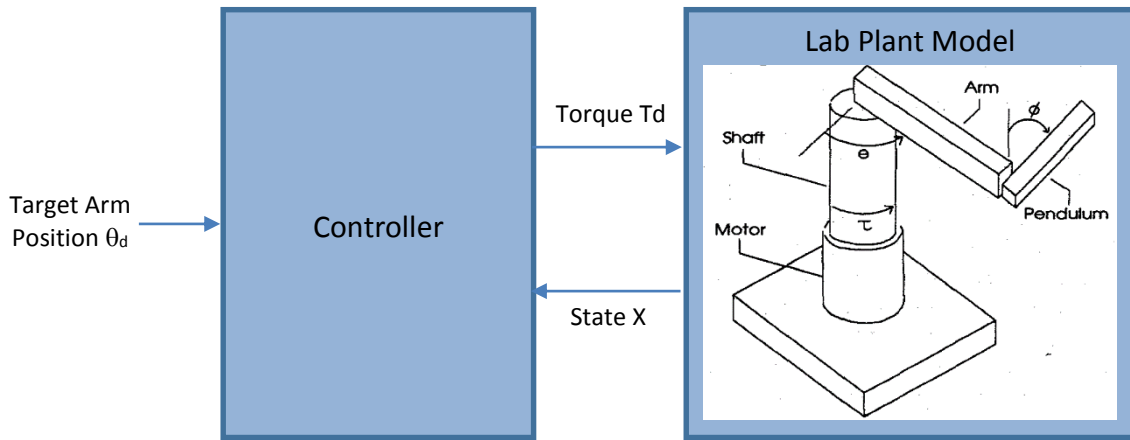 Target Arm
Position θd
Controller
Torque Td
State X
Lab Plant Model
Arm
ϕ
Shaft
θ
Pendulum
τ
Motor